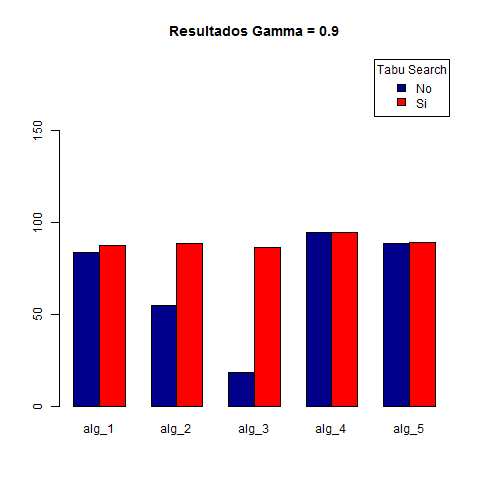 Resultados Gamma = 0.9
Tabu Search
No
Si
150
100
50
0
alg_1 alg_2 alg_3 alg_4 alg_5